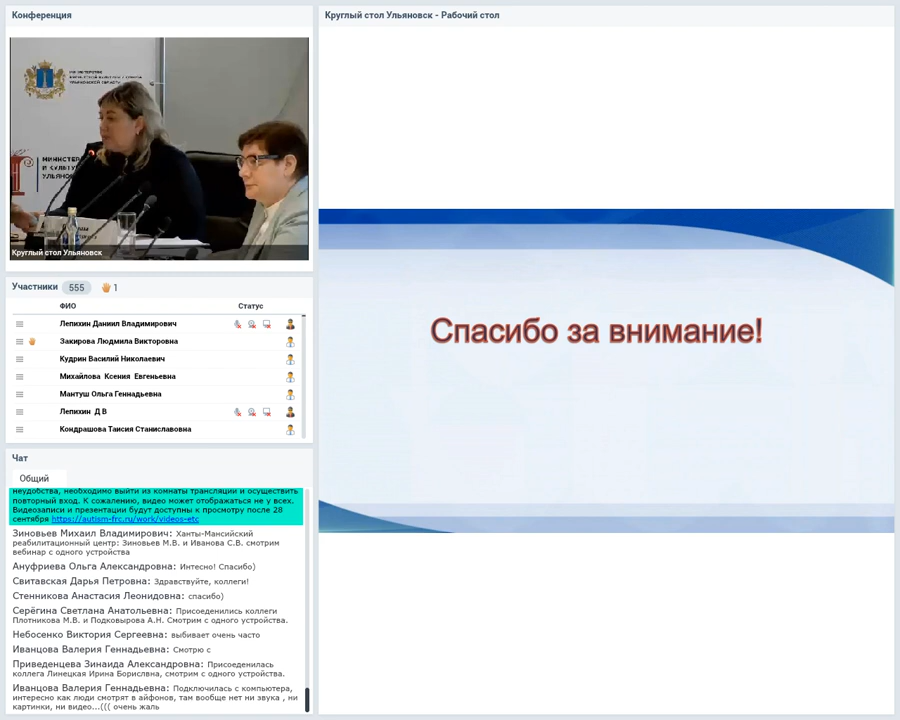 Конференция
МИНИСТЕРСТВО
УЛЬЯНОВСКОЙ ОБЛАСТИ
Круглый стол Ульяновск
Участники 555 1
ФИО Статус
Лепихин Даниил Владимирович
Закирова Людмила Викторовна
Кудрин Василий Николаевич
Михайлова Ксения Евгеньевна
Мантуш Ольга Геннадьевна
Лепихин Д В
Кондрашова Таисия Станиславовна
Чат
Общий
неудобства, необходимо выйти из комнаты трансляции и осуществить
повторный вход. К сожалению, видео может отображаться не у всех.
Видеозаписи и презентации будут доступны к просмотру после 28
сентября https://autism-frc.ru/work/videos-etc
Зиновьев Михаил Владимирович: Ханты-Мансийский
реабилитационный центр: Зиновьев М.В. и Иванова С.В. смотрим
вебинар с одного устройства
Ануфриева Ольга Александровна: Интесно! Спасибо)
Свитавская Дарья Петровна: Здравствуйте, коллеги!
Стенникова Анастасия Леонидовна: спасибо)
Серёгина Светлана Анатольевна: Присоеденились коллеги
Плотникова М.В. и Подковырова А.Н. Смотрим с одного устройства.
Небосенко Виктория Сергеевна: выбивает очень часто
Иванцова Валерия Геннадьевна: Смотрю с
Приведенцева Зинаида Александровна: Присоеденилась
коллега Линецкая Ирина Борислвна, смотрим с одного устройства.
Иванцова Валерия Геннадьевна: Подключилась с компьютера,
интересно как люди смотрят в айфонов, там вообще нет ни звука , ни
картинки, ни видео...((( очень жаль
Круглый стол Ульяновск - Рабочий стол
Спасибо за внимание!